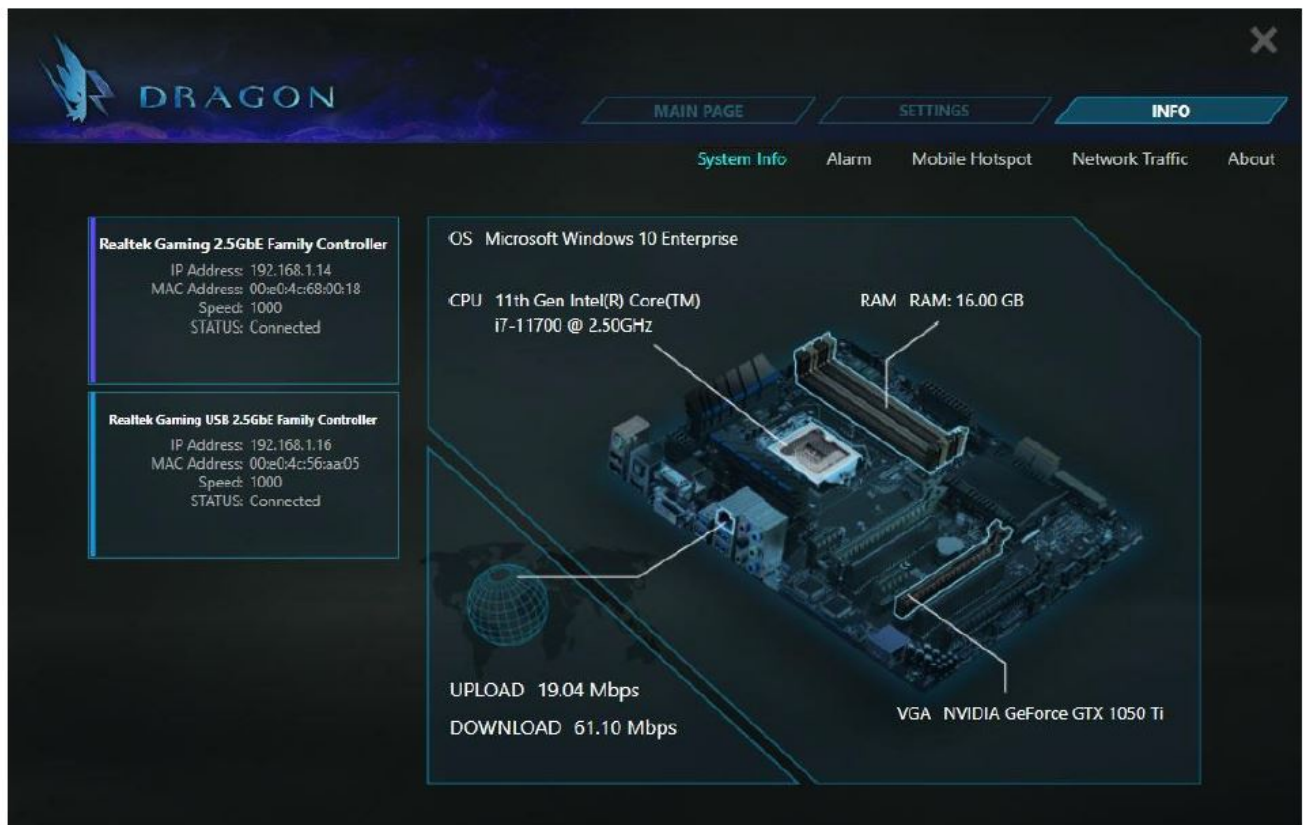 DRAGON
MAIN PAGE
SETTINGS
INFO
System Info
Alarm
Mobile Hotspot
Network Traffic
About
Realtek Gaming 2.5GbE Family Controller
IP Address: 192.168.1.14
MAC Address: 00:e0:4c:68:00:18
Speed: 1000
STATUS: Connected
Realtek Gaming USB 2.5GbE Family Controller
IP Address: 192.168.1.16
MAC Address: 00:e0:4c:56:aa:05
Speed: 1000
STATUS: Connected
OS Microsoft Windows 10 Enterprise
CPU 11th Gen Intel(R) Core(TM)
i7-11700 @ 2.50GHz
RAM RAM: 16.00 GB
UPLOAD 19.04 Mbps
DOWNLOAD 61.10 Mbps
VGA NVIDIA GeForce GTX 1050 Ti